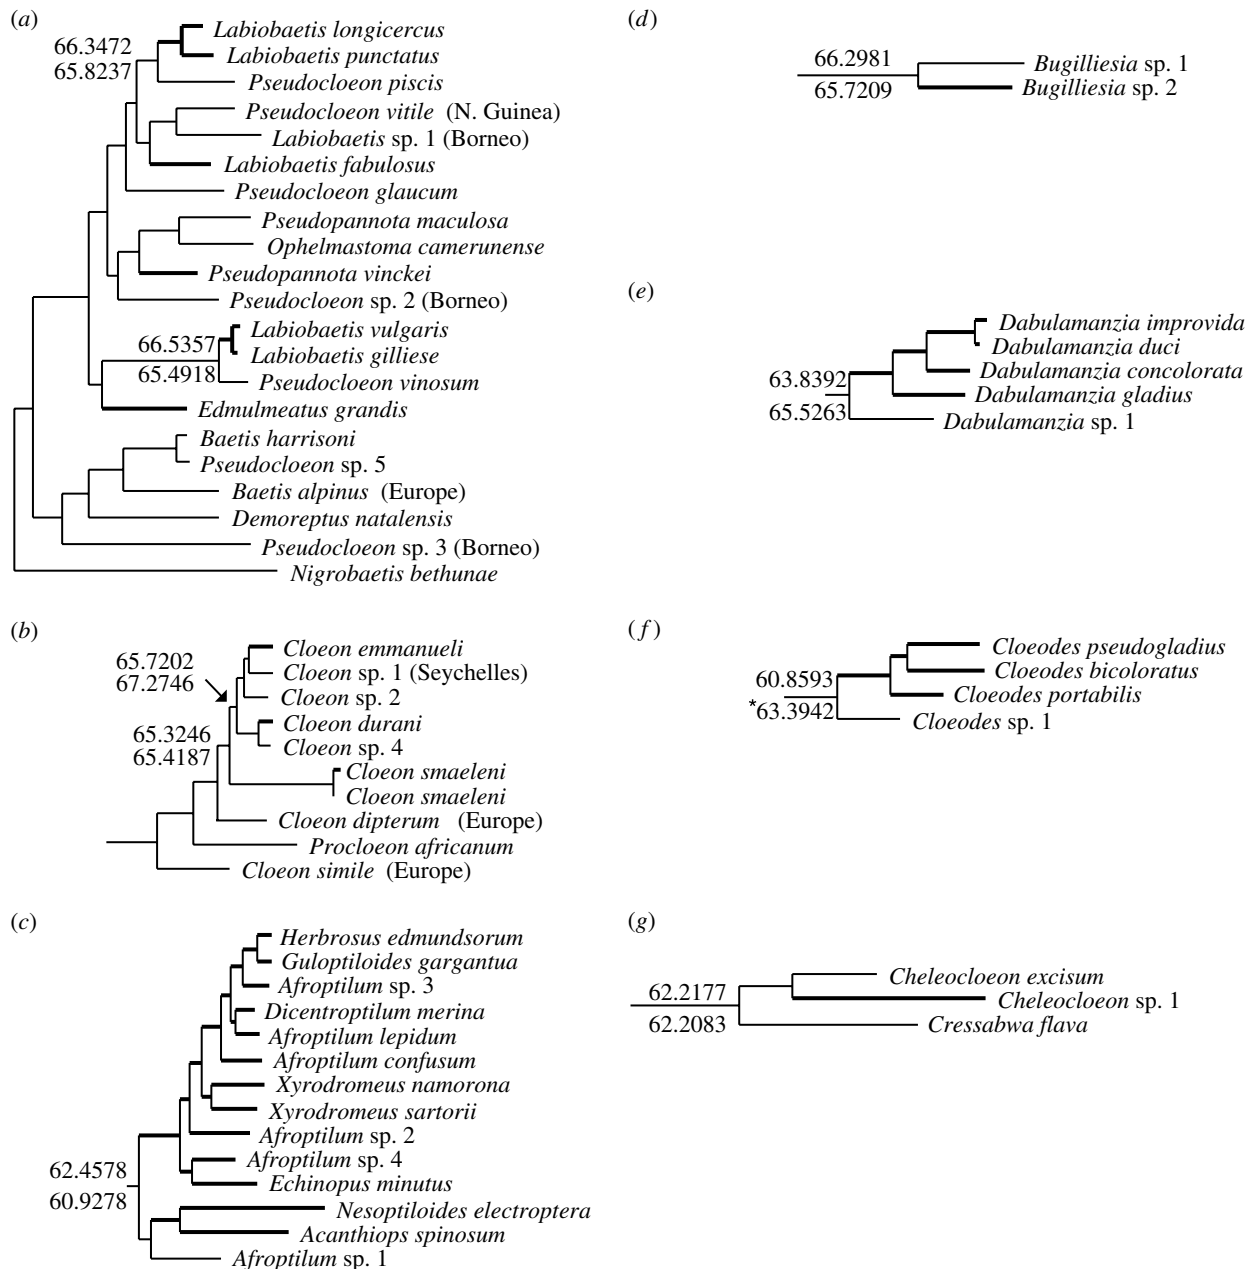 (a)
66.3472
65.8237
Labiobaetis longicercus
Labiobaetis punctatus
Pseudocloeon piscis
Pseudocloeon vitile (N. Guinea)
Labiobaetis sp. 1 (Borneo)
Labiobaetis fabulosus
Pseudocloeon glaucum
Pseudopannota maculosa
Ophelmastoma camerunense
Pseudopannota vinckei
Pseudocloeon sp. 2 (Borneo)
66.5357
65.4918
Labiobaetis vulgaris
Labiobaetis gilliese
Pseudocloeon vinosum
Edmulmeatus grandis
Baetis harrisoni
Pseudocloeon sp. 5
Baetis alpinus (Europe)
Demoreptus natalensis
Pseudocloeon sp. 3 (Borneo)
Nigrobaetis bethunae
(b)
65.7202
67.2746
65.3246
65.4187
Cloeon emmanueli
Cloeon sp. 1 (Seychelles)
Cloeon sp. 2
Cloeon durani
Cloeon sp. 4
Cloeon smaeleni
Cloeon smaeleni
Cloeon dipterum (Europe)
Procloeon africanum
Cloeon simile (Europe)
(c)
62.4578
60.9278
Herbrosus edmundsorum
Guloptiloides gargantua
Afroptilum sp. 3
Dicentroptilum merina
Afroptilum lepidum
Afroptilum confusum
Xyrodromeus namorona
Xyrodromeus sartorii
Afroptilum sp. 2
Afroptilum sp. 4
Echinopus minutus
Nesoptiloides electroptera
Acanthiops spinosum
Afroptilum sp. 1
(d)
66.2981
65.7209
Bugilliesia sp. 1
Bugilliesia sp. 2
(e)
63.8392
65.5263
Dabulamanzia improvida
Dabulamanzia duci
Dabulamanzia concolorata
Dabulamanzia gladius
Dabulamanzia sp. 1
(f)
60.8593
*63.3942
Cloeodes pseudogladius
Cloeodes bicoloratus
Cloeodes portabilis
Cloeodes sp. 1
(g)
62.2177
62.2083
Cheleocloeon excisum
Cheleocloeon sp. 1
Cressabwa flava